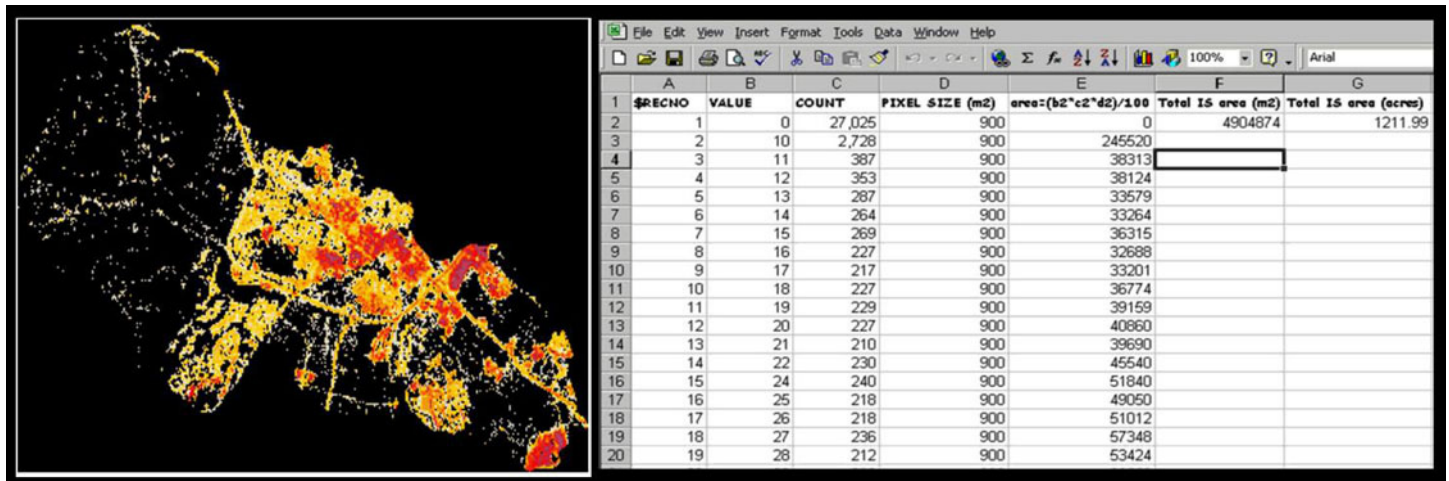 File Edit View Insert Format Tools Data Window Help
100% Arial
A B C D E F G
1 $RECNO VALUE COUNT PIXEL SIZE (m2) area=(b2*c2*d2)/100 Total IS area (m2) Total IS area (acres)
2 1 0 27,025 900 0 4904874 1211.99
3 2 10 2,728 900 245520
4 3 11 387 900 38313
5 4 12 353 900 38124
6 5 13 287 900 33579
7 6 14 264 900 33264
8 7 15 269 900 36315
9 8 16 227 900 32688
10 9 17 217 900 33201
11 10 18 227 900 36774
12 11 19 229 900 39159
13 12 20 227 900 40860
14 13 21 210 900 39690
15 14 22 230 900 45540
16 15 24 240 900 51840
17 16 25 218 900 49050
18 17 26 218 900 51012
19 18 27 236 900 57348
20 19 28 212 900 53424